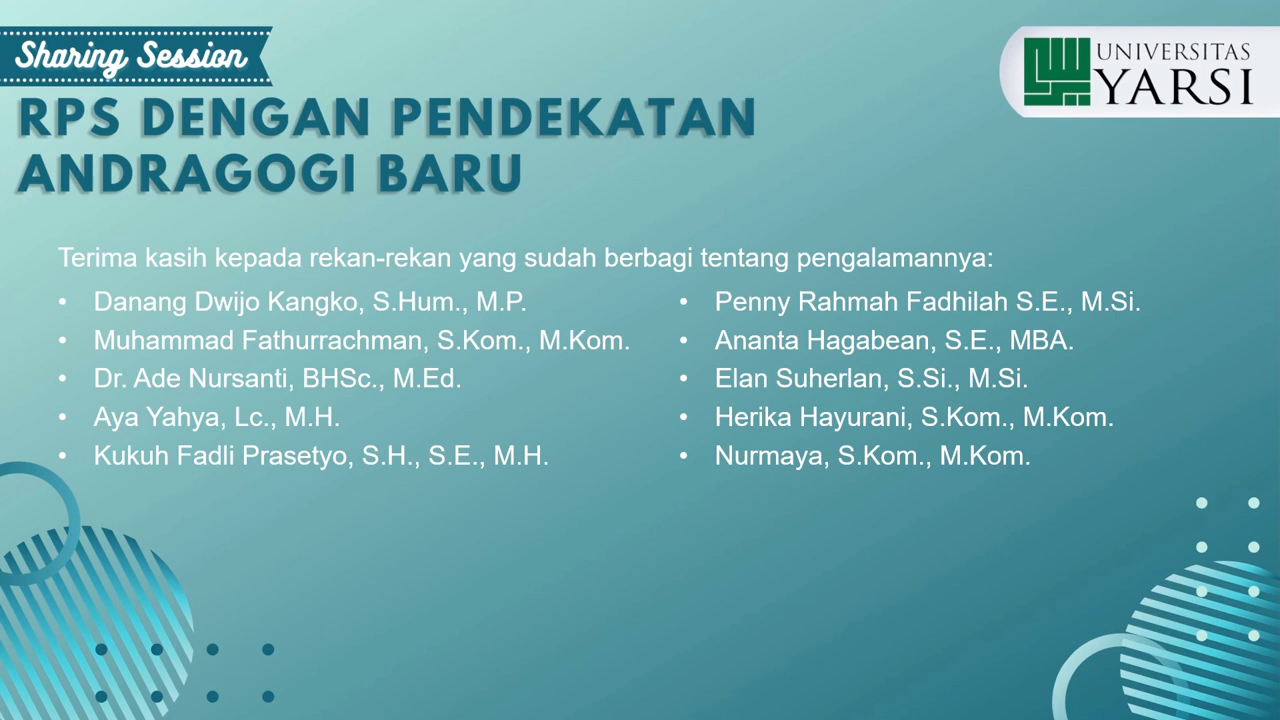 Sharing Session
UNIVERSITAS
YARSI
RPS DENGAN PENDEKATAN
ANDRAGOGI BARU
Terima kasih kepada rekan-rekan yang sudah berbagi tentang pengalamannya:
• Danang Dwijo Kangko, S.Hum., M.P.
• Muhammad Fathurrachman, S.Kom., M.Kom.
• Dr. Ade Nursanti, BHSc., M.Ed.
• Aya Yahya, Lc., M.H.
• Kukuh Fadli Prasetyo, S.H., S.E., M.H.
• Penny Rahmah Fadhilah S.E., M.Si.
• Ananta Hagabean, S.E., MBA.
• Elan Suherlan, S.Si., M.Si.
• Herika Hayurani, S.Kom., M.Kom.
• Nurmaya, S.Kom., M.Kom.